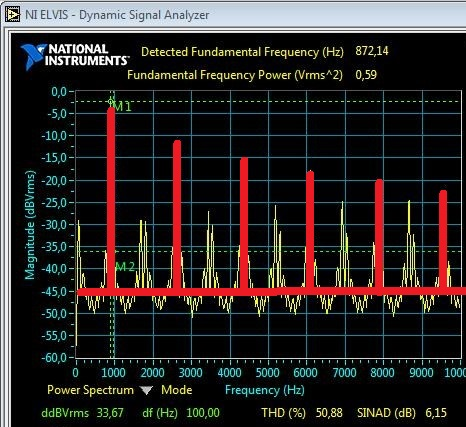 NI ELVIS - Dynamic Signal Analyzer
NATIONAL
INSTRUMENTS
Detected Fundamental Frequency (Hz) 872,14
Fundamental Frequency Power (Vrms^2) 0,59
0,0
-5,0
-10,0
-15,0
-20,0
-25,0
-30,0
-35,0
-40,0
-45,0
-50,0
-55,0
-60,0
Magnitude (dBVrms)
M 1
M 2
0 1000 2000 3000 4000 5000 6000 7000 8000 9000 1000
Power Spectrum Mode Frequency (Hz)
ddBVrms 33,67 df (Hz) 100,00 THD (%) 50,88 SINAD (dB) 6,15